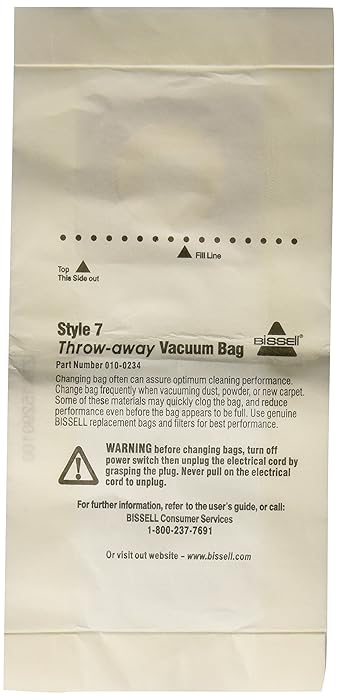 Fill Line
Top
This Side out
Style 7
Throw-away Vacuum Bag
BISSELL
Part Number 010-0234
Changing bag often can assure optimum cleaning performance.
Change bag frequently when vacuuming dust, powder, or new carpet.
Some of these materials may quickly clog the bag, and reduce
performance even before the bag appears to be full. Use genuine
BISSELL replacement bags and filters for best performance.
WARNING before changing bags, turn off
power switch then unplug the electrical cord by
grasping the plug. Never pull on the electrical
cord to unplug.
For further information, refer to the user's guide, or call:
BISSELL Consumer Services
1-800-237-7691
Or visit out website – www.bissell.com